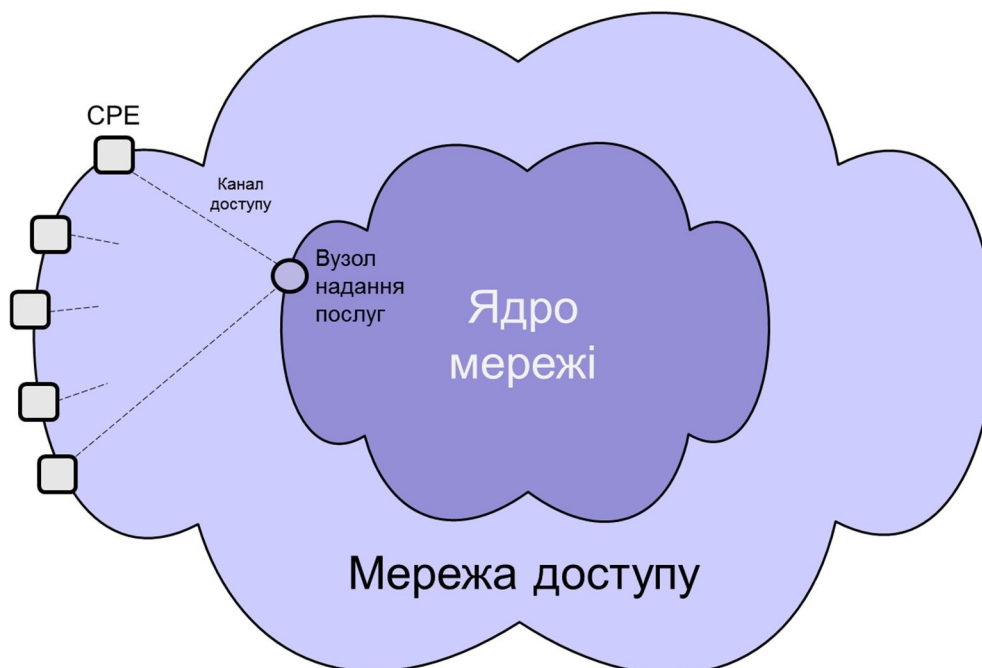 CPE
Канал
доступу
Вузол
надання
послуг
Ядро
мережі
Мережа доступу